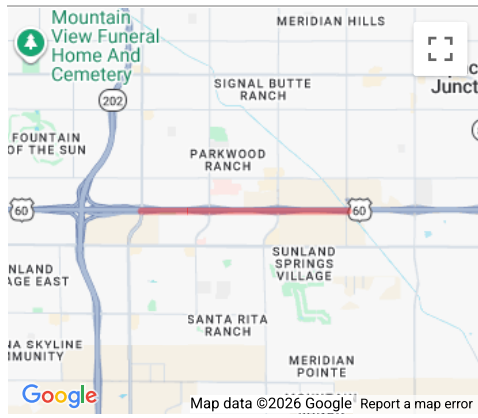 MERIDIAN HILLS
Mountain
View Funeral
Home And
Cemetery
Junct
SIGNAL BUTTE
RANCH
202
FOUNTAIN
OF THE SUN
PARKWOOD
RANCH
60
60
SUNLAND
SPRINGS
VILLAGE
NLAND
AGE EAST
SANTA RITA
RANCH
NA SKYLINE
MMUNITY
MERIDIAN
POINTE
Google
Map data ©2026 Google
Report a map error